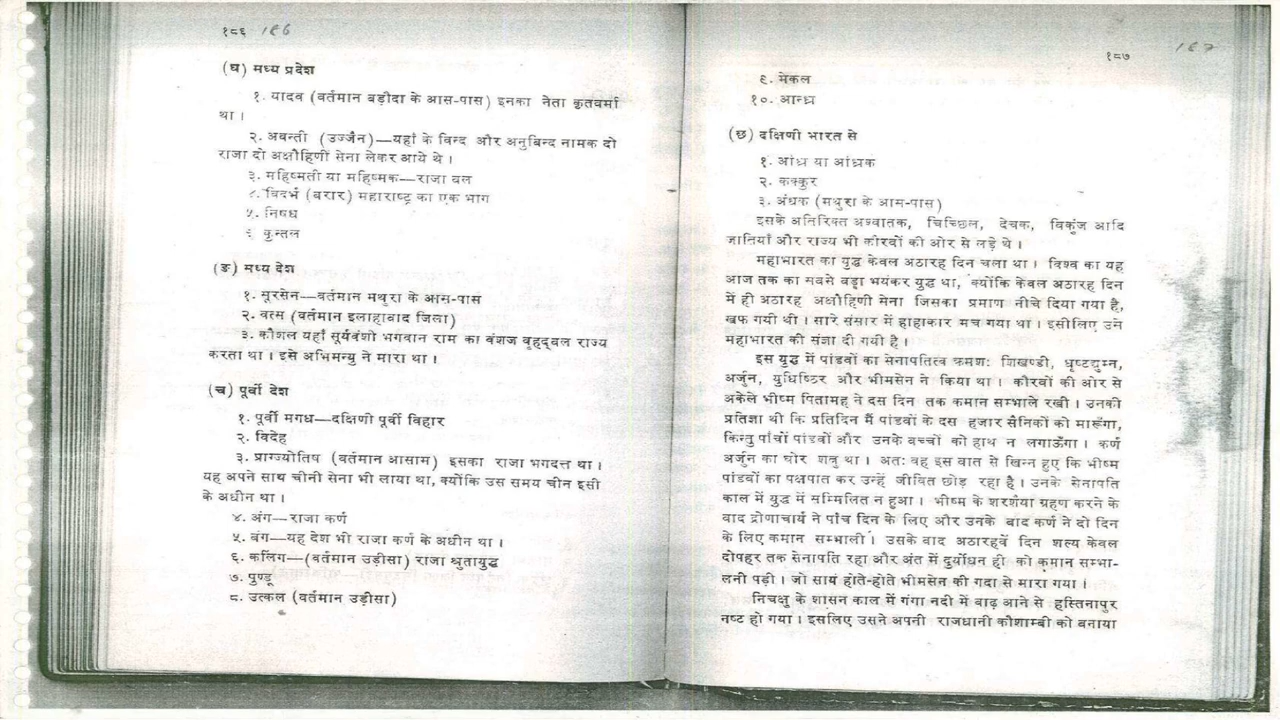 १८६ 186
(घ) मध्य प्रदेश
१. यादव (वर्तमान बड़ौदा के आस-पास) इनका नेता कृतवर्मा
था ।
२. अवन्ती (उज्जैन)—यहाँ के विन्द और अनुबिन्द नामक दो
राजा दो अक्षौहिणी सेना लेकर आये थे ।
३. महिष्मती या महिष्मक—राजा बल
४. विदर्भ (बरार) महाराष्ट्र का एक भाग
५. निषध
६ कुन्तल
(ङ) मध्य देश
१. सूरसेन—वर्तमान मथुरा के आस-पास
२. वत्स (वर्तमान इलाहाबाद जिला)
३. कौशल यहाँ सूर्यवंशी भगवान राम का वंशज वृहद्बल राज्य
करता था । इसे अभिमन्यु ने मारा था ।
(च) पूर्वी देश
१. पूर्वी मगध—दक्षिणी पूर्वी विहार
२. विदेह
३. प्राग्ज्योतिष (वर्तमान आसाम) इसका राजा भगदत्त था ।
यह अपने साथ चीनी सेना भी लाया था, क्योंकि उस समय चीन इसी
के अधीन था ।
४. अंग—राजा कर्ण
५. बंग—यह देश भी राजा कर्ण के अधीन था ।
६. कलिंग—(वर्तमान उड़ीसा) राजा श्रुतायुद्ध
७. पुण्ड्र
८. उत्कल (वर्तमान उड़ीसा)
१८७ 187
९. मेकल
१०. आन्ध्र
(छ) दक्षिणी भारत से
१. आंध्र या आंध्रक
२. कक्कुर
३. अंधक (मथुरा के आस-पास)
इसके अतिरिक्त अश्वातक, चिच्छिल, देचक, विकुंज आदि
जातियाँ और राज्य भी कौरवों की ओर से लड़े थे ।
महाभारत का युद्ध केवल अठारह दिन चला था । विश्व का यह
आज तक का सबसे बड़ा भयंकर युद्ध था, क्योंकि केवल अठारह दिन
में ही अठारह अक्षौहिणी सेना जिसका प्रमाण नीचे दिया गया है,
खफ गयी थी । सारे संसार में हाहाकार मच गया था । इसीलिए उसे
महाभारत की संज्ञा दी गयी है ।
इस युद्ध में पांडवों का सेनापतित्व क्रमशः शिखण्डी, धृष्टद्युम्न,
अर्जुन, युधिष्ठिर और भीमसेन ने किया था । कौरवों की ओर से
अकेले भीष्म पितामह ने दस दिन तक कमान सम्भाले रखी । उनकी
प्रतिज्ञा थी कि प्रतिदिन मैं पांडवों के दस हजार सैनिकों को मारूँगा,
किन्तु पाँचों पांडवों और उनके बच्चों को हाथ न लगाऊँगा । कर्ण
अर्जुन का घोर शत्रु था । अतः वह इस वात से खिन्न हुए कि भीष्म
पांडवों का पक्षपात कर उन्हें जीवित छोड़ रहा है । उनके सेनापति
काल में युद्ध में सम्मिलित न हुआ । भीष्म के शरशैया ग्रहण करने के
वाद द्रोणाचार्य ने पांच दिन के लिए और उनके बाद कर्ण ने दो दिन
के लिए कमान सम्भाली । उसके वाद अठारहवें दिन शल्य केवल
दोपहर तक सेनापति रहा और अंत में दुर्योधन ही को कमान सम्भा-
लनी पड़ी । जो सायं होते-होते भीमसेन की गदा से मारा गया ।
निचक्षु के शासन काल में गंगा नदी में बाढ़ आने से हस्तिनापुर
नष्ट हो गया । इसलिए उसने अपनी राजधानी कौशाम्बी को बनाया